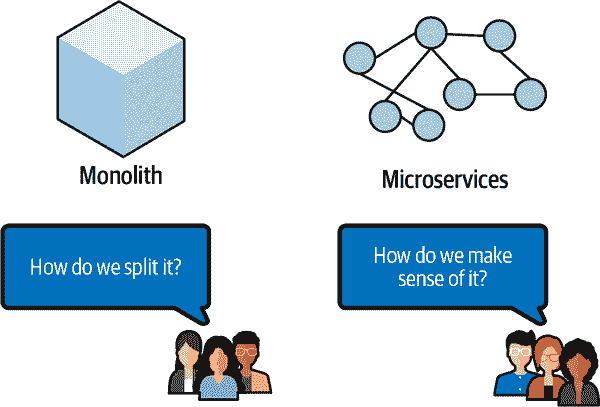 Monolith
Microservices
How do we split it?
How do we make
sense of it?